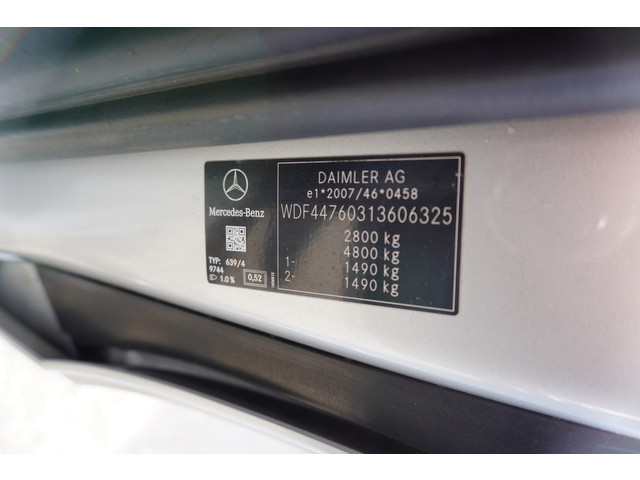 Mercedes-Benz
TYP: 639/4
9744
1.0 %
0,52
DAIMLER AG
e1*2007/46*0458
WDF44760313606325
2800 kg
1- 4800 kg
2- 1490 kg
1490 kg